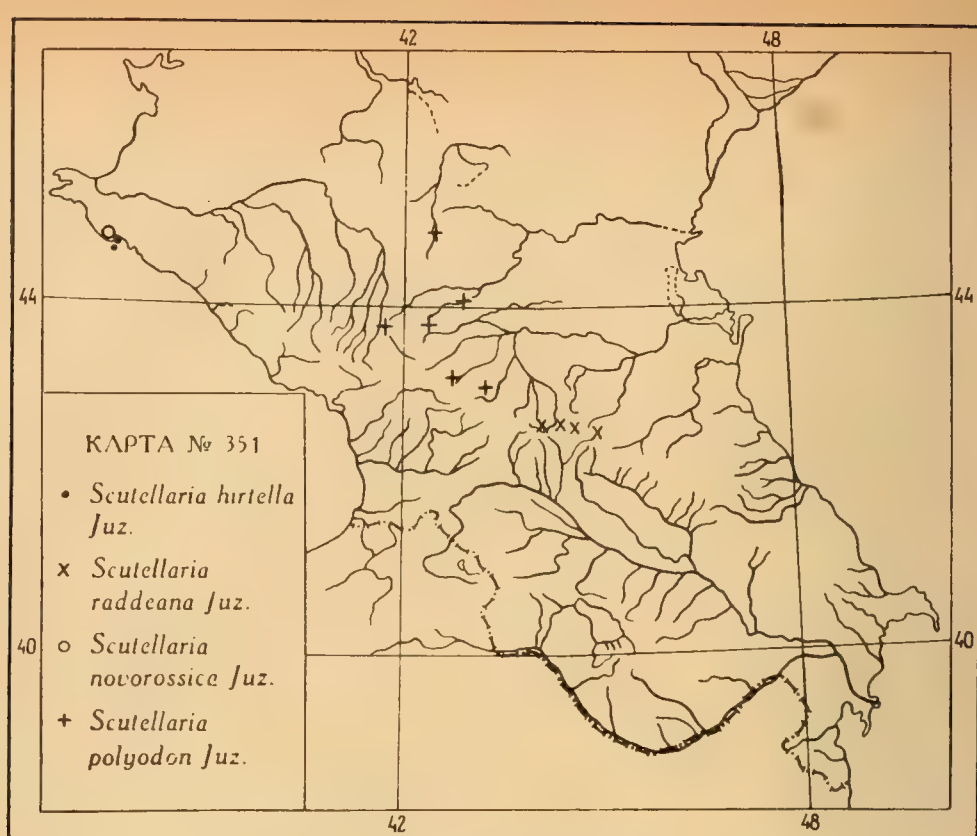 42 48
44 44
КАРТА № 351
Scutellaria hirtella
Juz.
x Scutellaria
raddeana Juz.
Scutellaria
novorossica Juz.
+ Scutellaria
polyodon Juz.
40 40
42 48